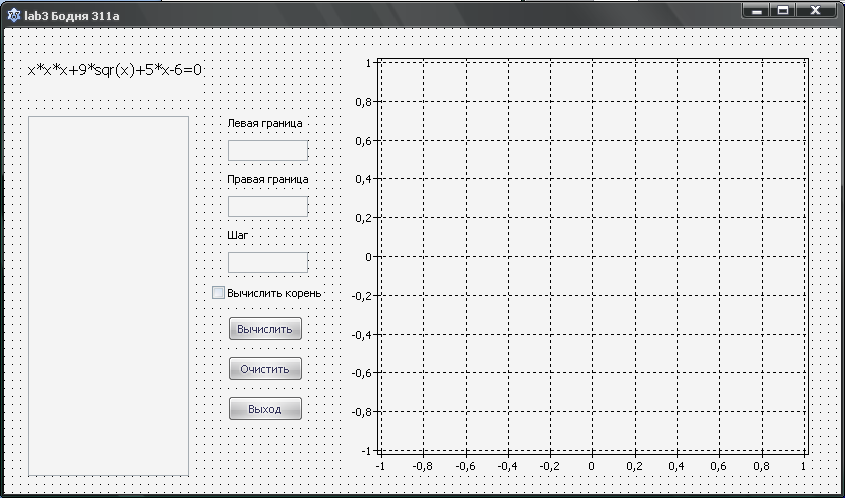 lab3 Бодня 311а
x*x*x+9*sqr(x)+5*x-6=0
Левая граница
Правая граница
Шаг
Вычислить корень
Вычислить
Очистить
Выход
1
0,8
0,6
0,4
0,2
0
-0,2
-0,4
-0,6
-0,8
-1
-1 -0,8 -0,6 -0,4 -0,2 0 0,2 0,4 0,6 0,8 1